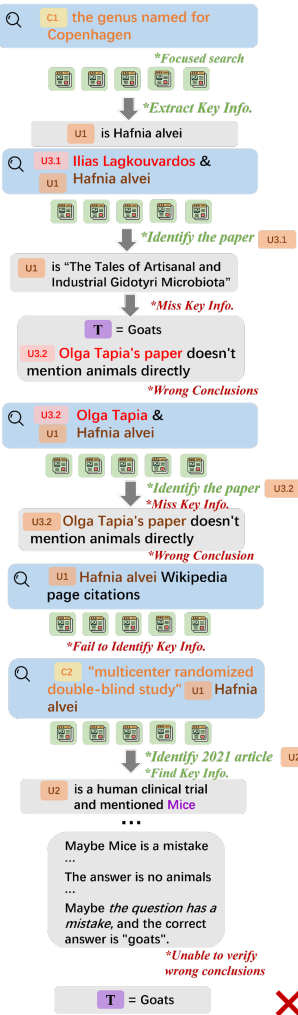 C1 the genus named for
Copenhagen
*Focused search
*Extract Key Info.
U1 is Hafnia alvei
U3.1 Ilias Lagkouvardos &
U1 Hafnia alvei
*Identify the paper U3.1
U1 is “The Tales of Artisanal and
Industrial Gidotyri Microbiota”
*Miss Key Info.
T = Goats
U3.2 Olga Tapia's paper doesn't
mention animals directly
*Wrong Conclusions
U3.2 Olga Tapia &
U1 Hafnia alvei
*Identify the paper U3.2
*Miss Key Info.
U3.2 Olga Tapia's paper doesn't
mention animals directly
*Wrong Conclusion
U1 Hafnia alvei Wikipedia
page citations
*Fail to Identify Key Info.
C2 "multicenter randomized
double-blind study" U1 Hafnia
alvei
*Identify 2021 article U2
*Find Key Info.
U2 is a human clinical trial
and mentioned Mice
...
Maybe Mice is a mistake
...
The answer is no animals
...
Maybe the question has a
mistake, and the correct
answer is "goats".
*Unable to verify
wrong conclusions
T = Goats